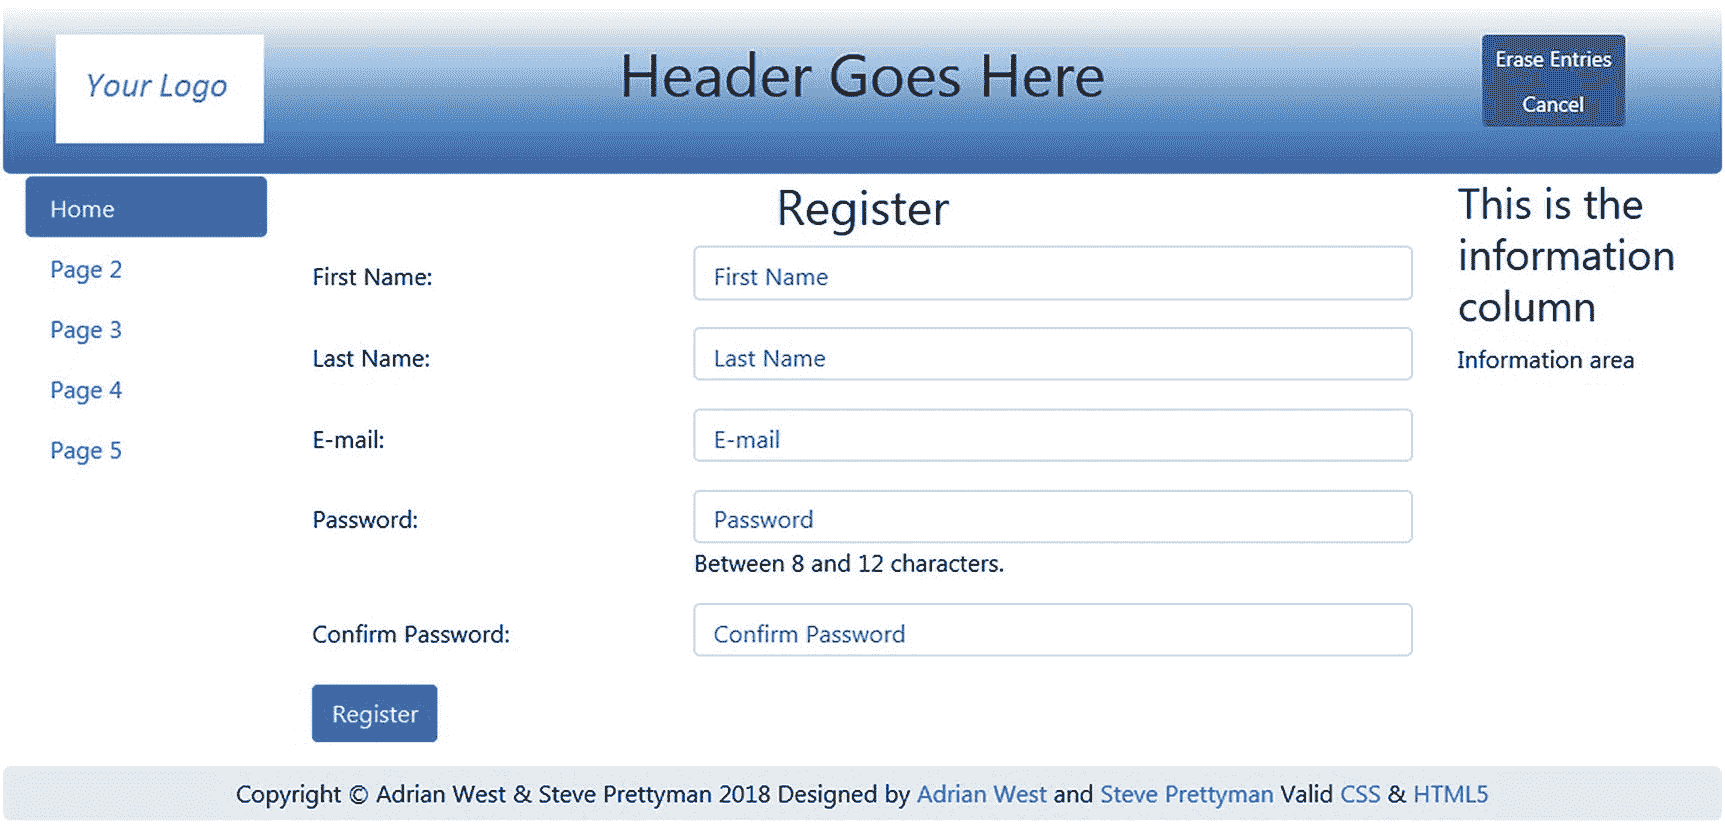 Your Logo
Header Goes Here
Erase Entries
Cancel
Home
Page 2
Page 3
Page 4
Page 5
Register
First Name:
First Name
Last Name:
Last Name
E-mail:
E-mail
Password:
Password
Between 8 and 12 characters.
Confirm Password:
Confirm Password
Register
This is the
information
column
Information area
Copyright © Adrian West & Steve Prettyman 2018 Designed by Adrian West and Steve Prettyman Valid CSS & HTML5